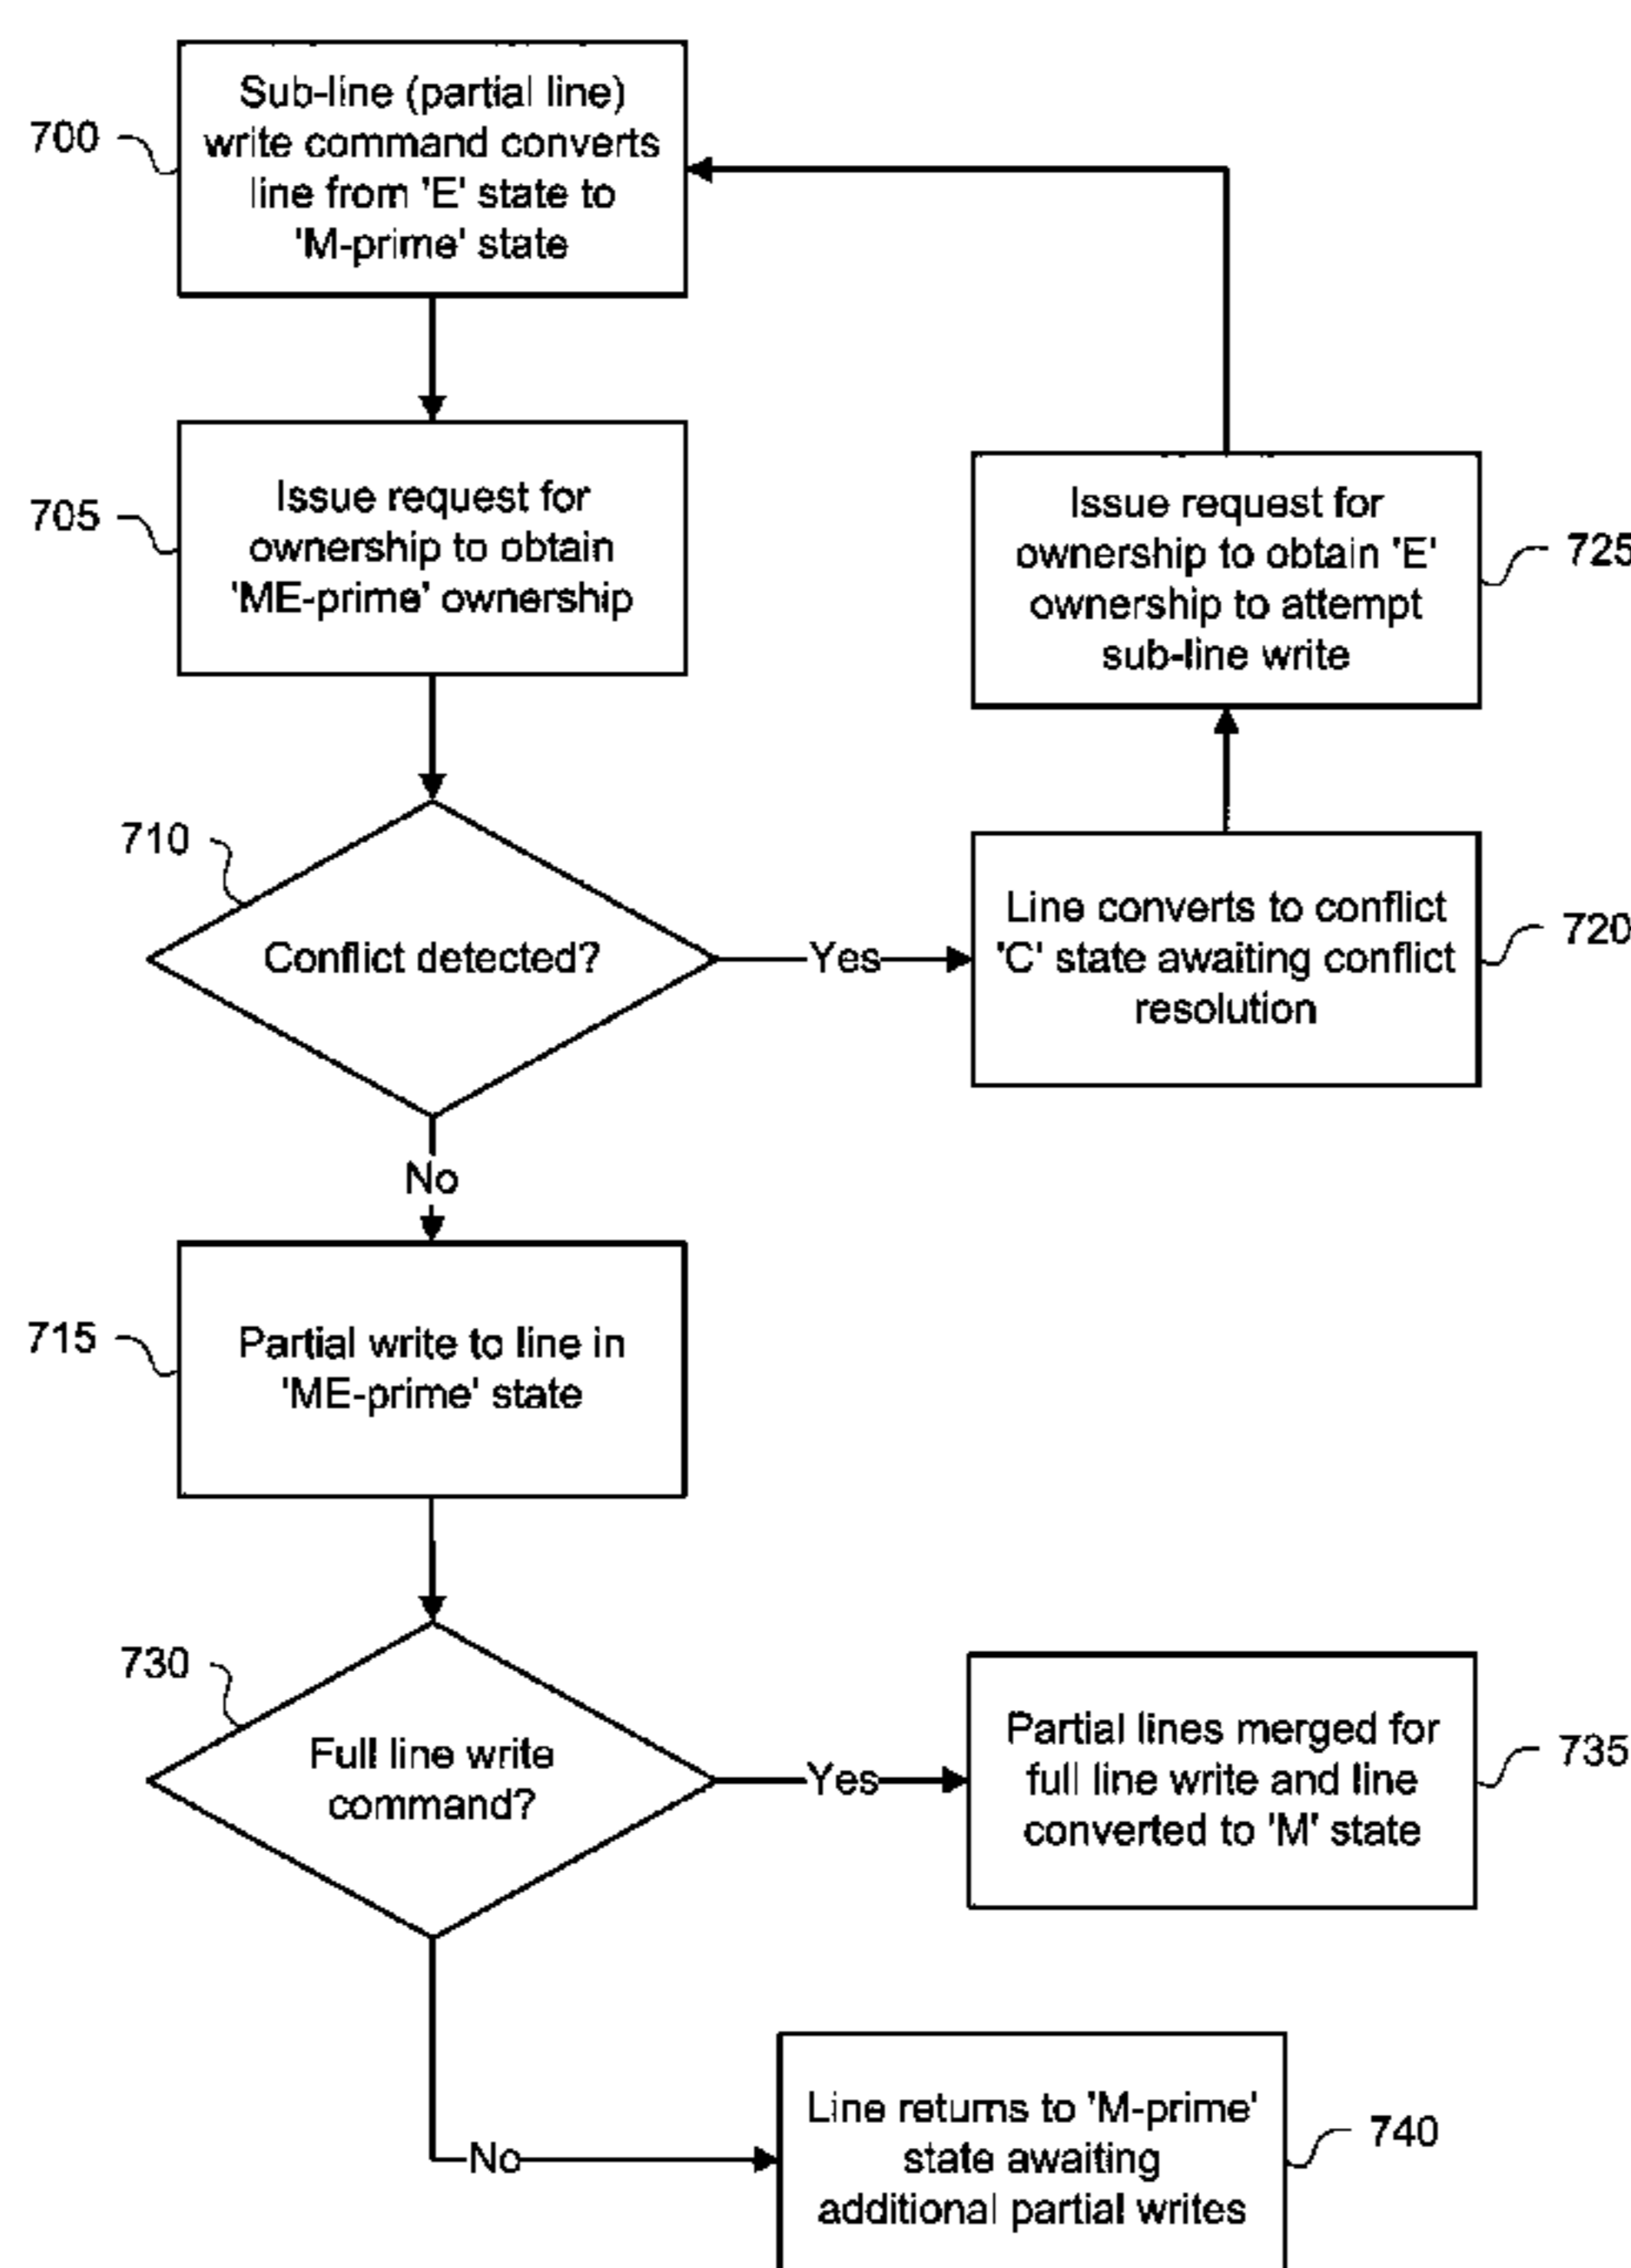 700
Sub-line (partial line)
write command converts
line from 'E' state to
'M-prime' state
705
Issue request for
ownership to obtain
'ME-prime' ownership
Issue request for
ownership to obtain 'E'
ownership to attempt
sub-line write
725
710
Conflict detected?
Yes
Line converts to conflict
'C' state awaiting conflict
resolution
720
No
715
Partial write to line in
'ME-prime' state
730
Full line write
command?
Yes
Partial lines merged for
full line write and line
converted to 'M' state
735
No
Line returns to 'M-prime'
state awaiting
additional partial writes
740